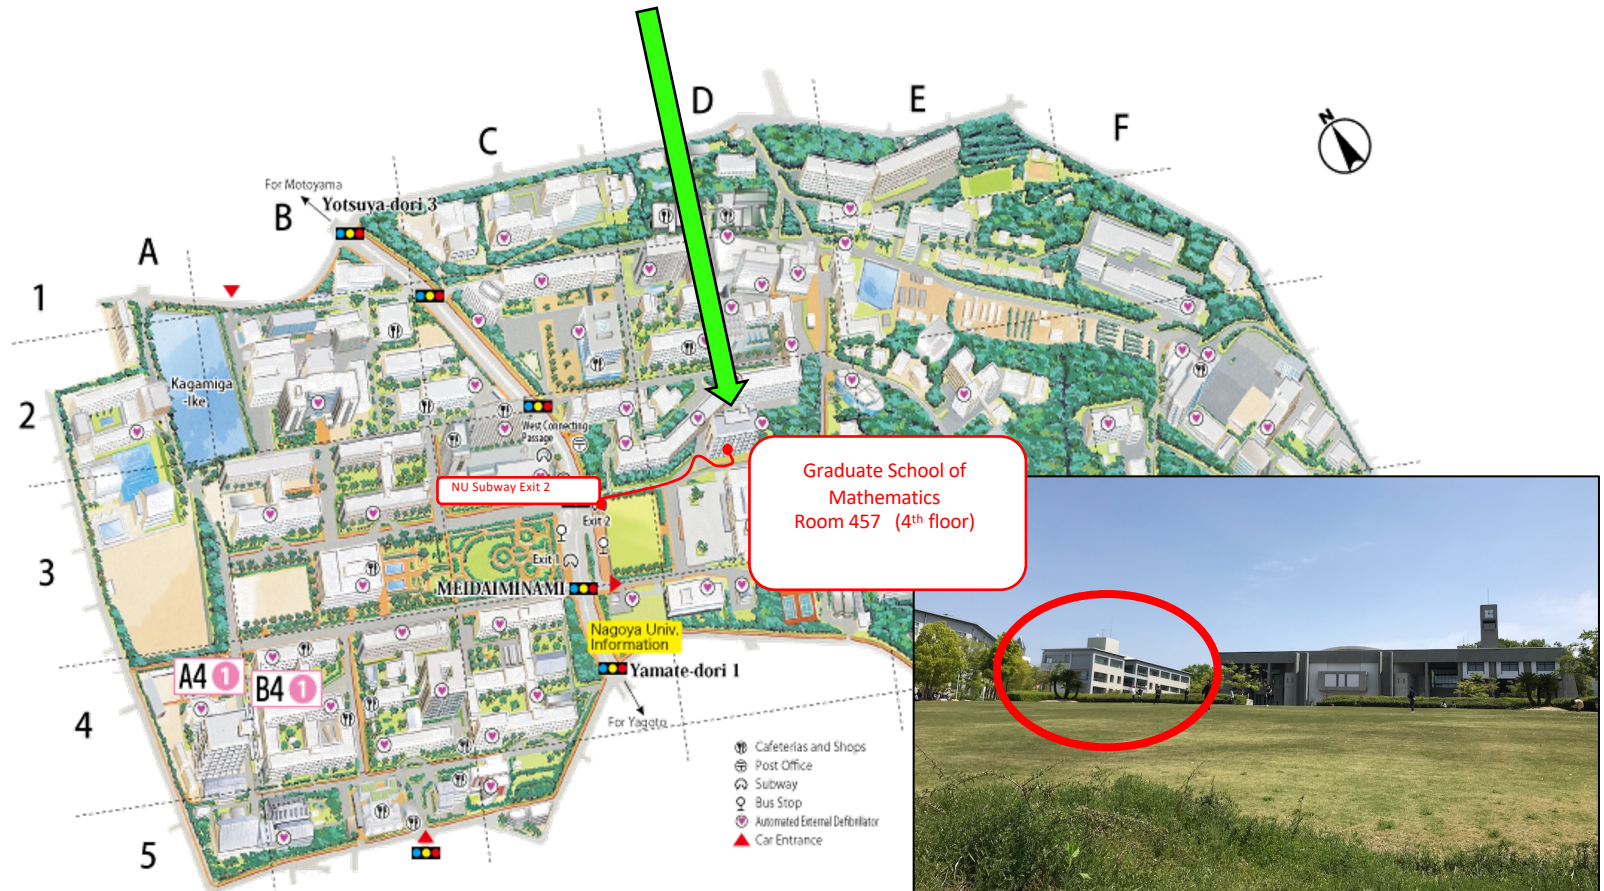 D
E
F
C
N
For Motoyama
B
Yotsuya-dori 3
A
1
Kagamiga
-Ike
2
West Connecting
Passage
Graduate School of
Mathematics
Room 457 (4th floor)
NU Subway Exit 2
Exit 2
3
Exit 1
MEIDAIMINAMI
Nagoya Univ.
Information
A4 1
B4 1
Yamate-dori 1
4
For Yagoto
Cafeterias and Shops
Post Office
Subway
Bus Stop
Automated External Defibrillator
Car Entrance
5